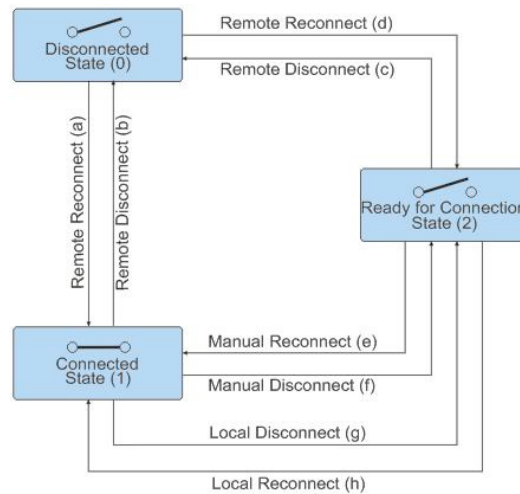 Remote Reconnect (d)
Disconnected
State (0)
Remote Disconnect (c)
Remote Reconnect (a)
Remote Disconnect (b)
Ready for Connection
State (2)
Manual Reconnect (e)
Connected
State (1)
Manual Disconnect (f)
Local Disconnect (g)
Local Reconnect (h)